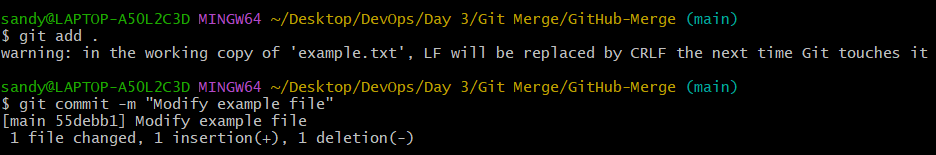 sandy@LAPTOP-A5OL2C3D MINGW64 ~/Desktop/DevOps/Day 3/Git Merge/GitHub-Merge (main)
$ git add .
warning: in the working copy of 'example.txt', LF will be replaced by CRLF the next time Git touches it
sandy@LAPTOP-A5OL2C3D MINGW64 ~/Desktop/DevOps/Day 3/Git Merge/GitHub-Merge (main)
$ git commit -m "Modify example file"
[main 55debb1] Modify example file
 1 file changed, 1 insertion(+), 1 deletion(-)